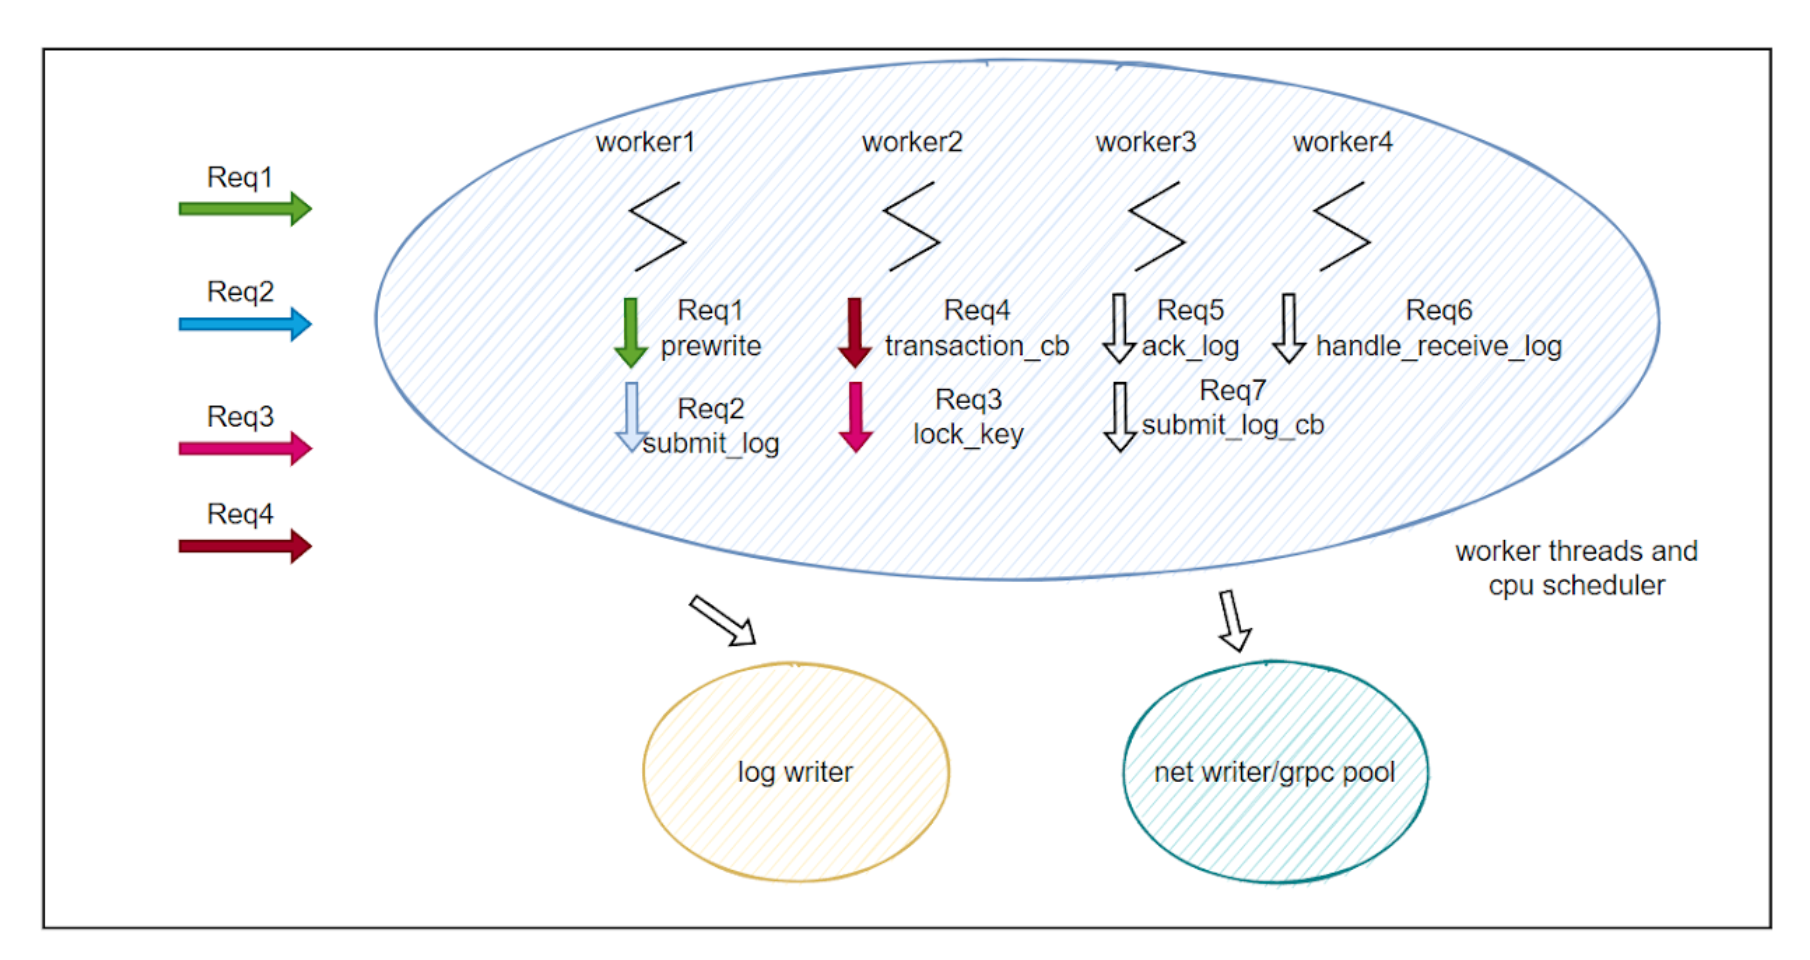 Req1
Req2
Req3
Req4
worker1
worker2
worker3
worker4
Req1
prewrite
Req2
submit_log
Req4
transaction_cb
Req3
lock_key
Req5
ack_log
Req7
submit_log_cb
Req6
handle_receive_log
worker threads and
cpu scheduler
log writer
net writer/grpc pool